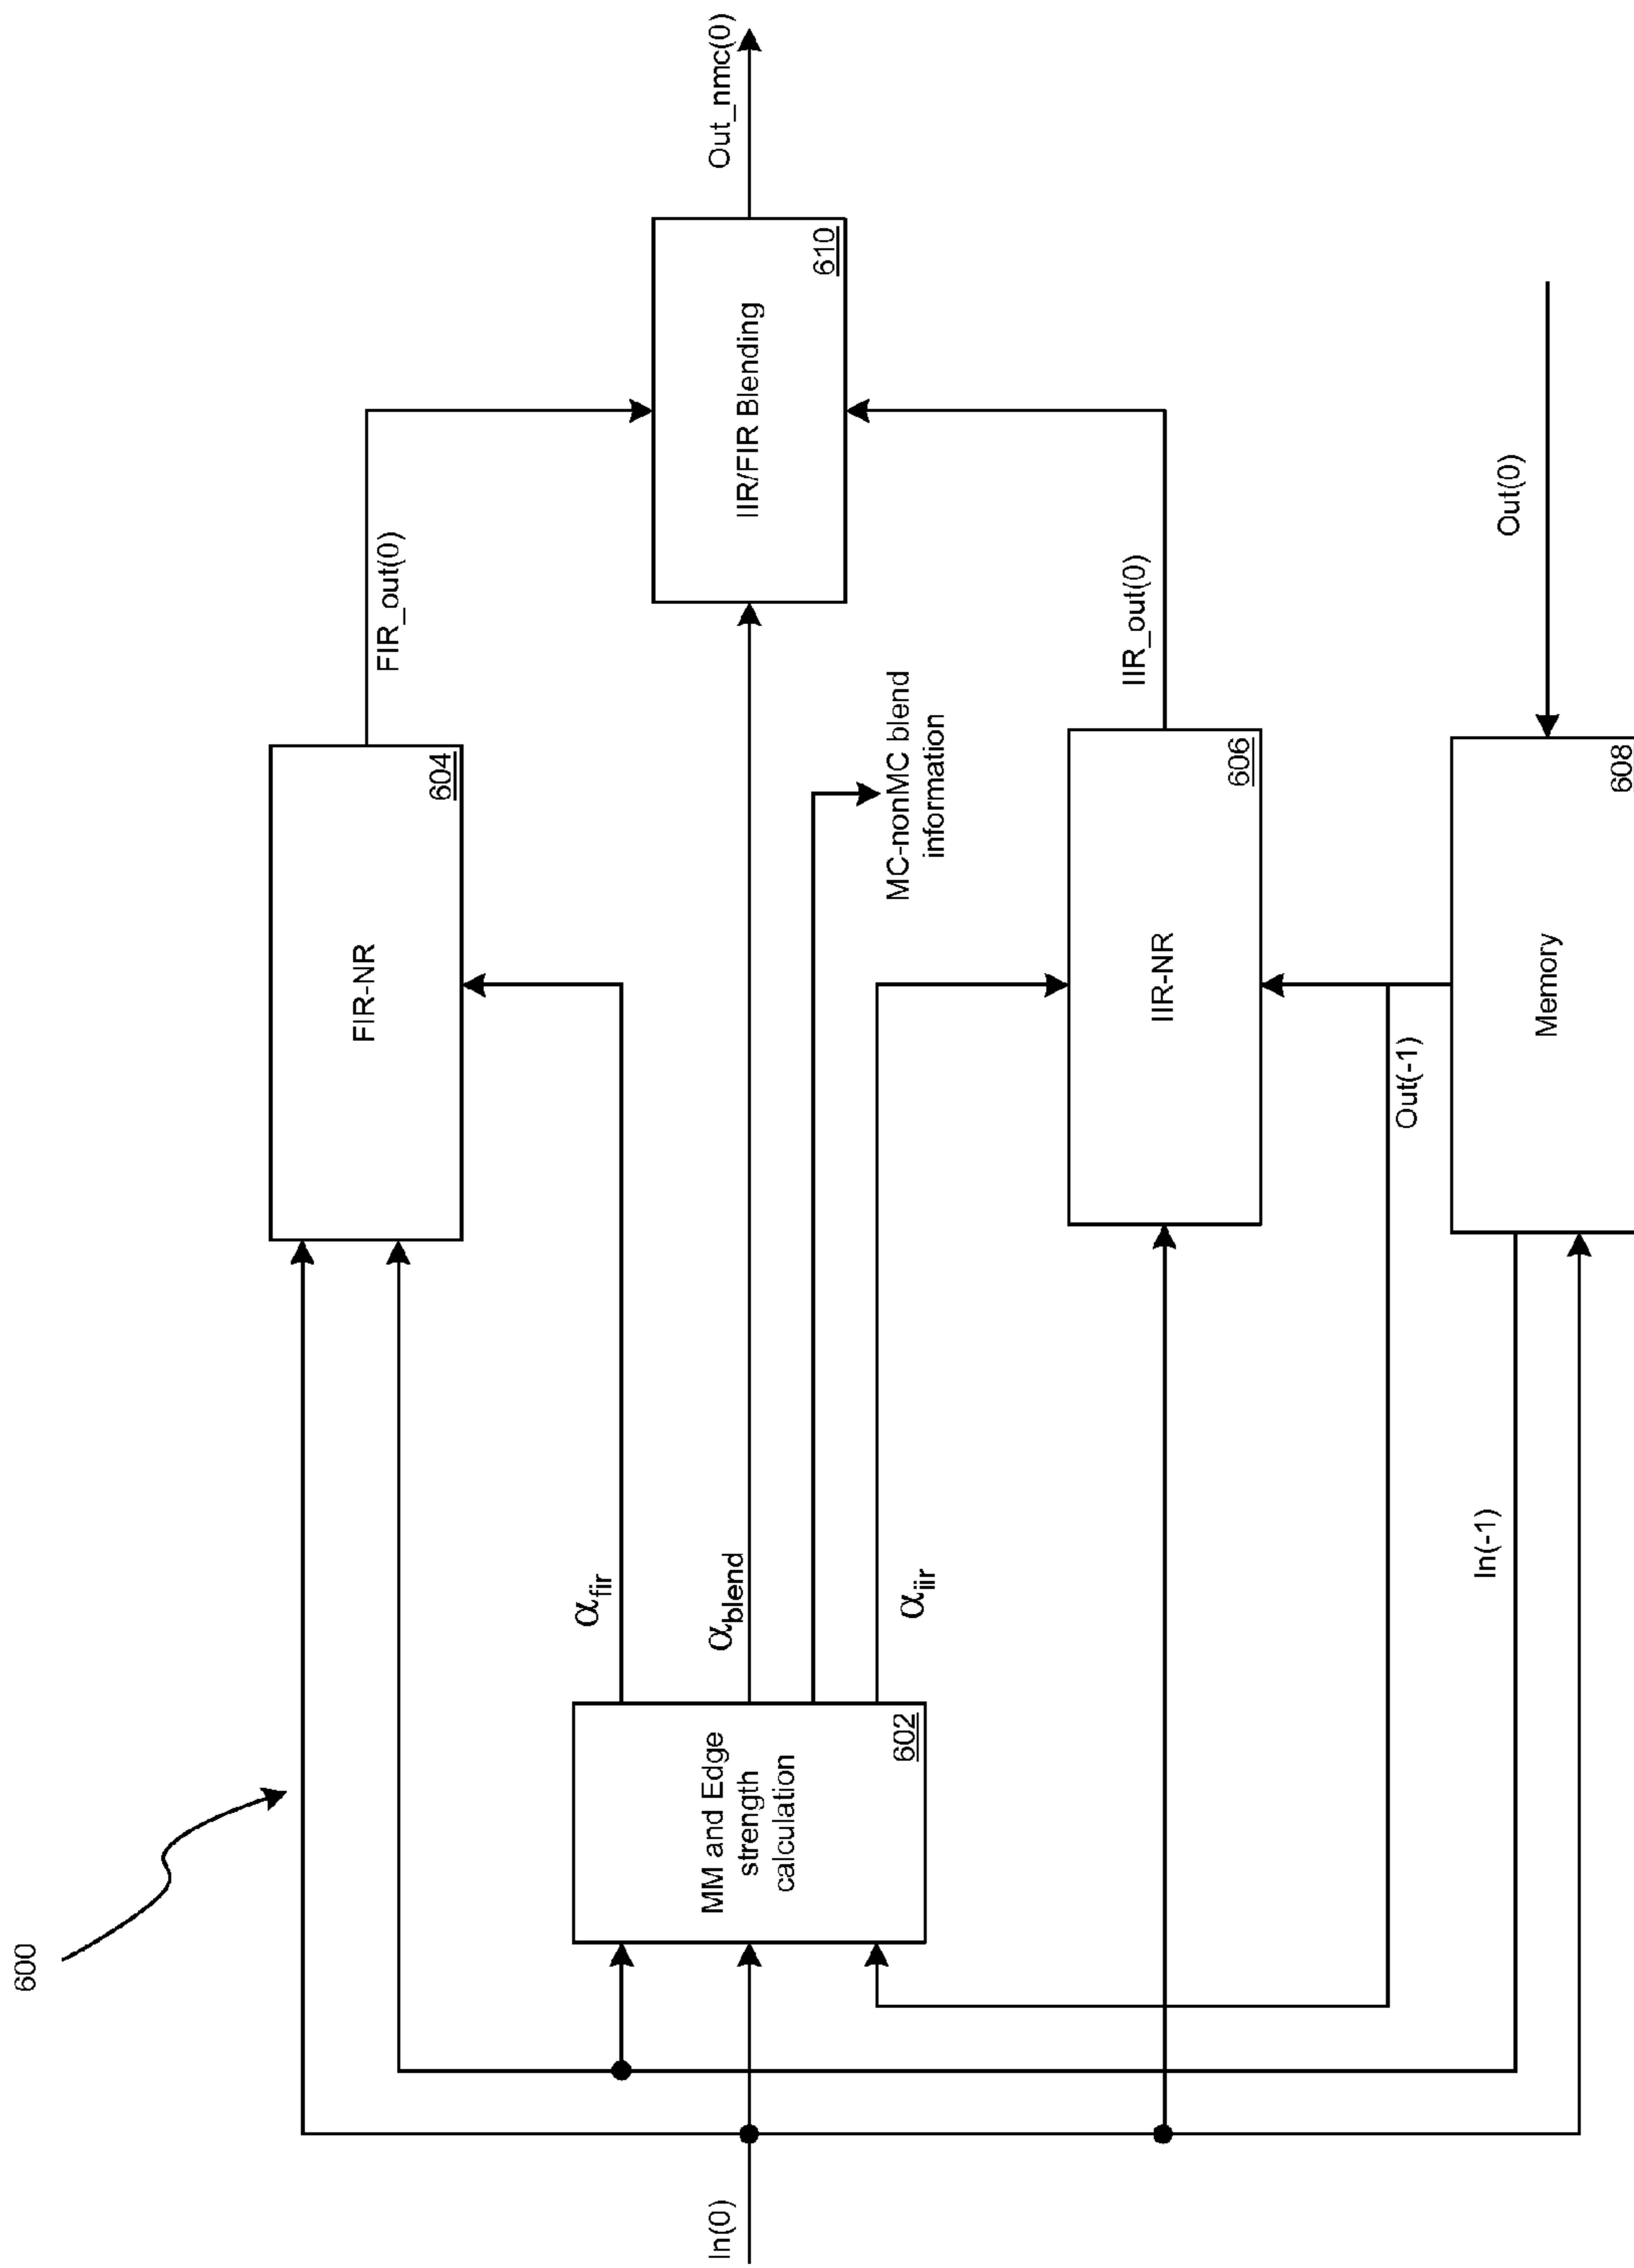 600
In(0)
MM and Edge
strength
calculation
602
αfir
αblend
αiir
In(-1)
FIR-NR
604
MC-nonMC blend
information
IIR-NR
606
Out(-1)
Memory
608
FIR_out(0)
IIR_out(0)
IIR/FIR Blending
610
Out(0)
Out_nmc(0)